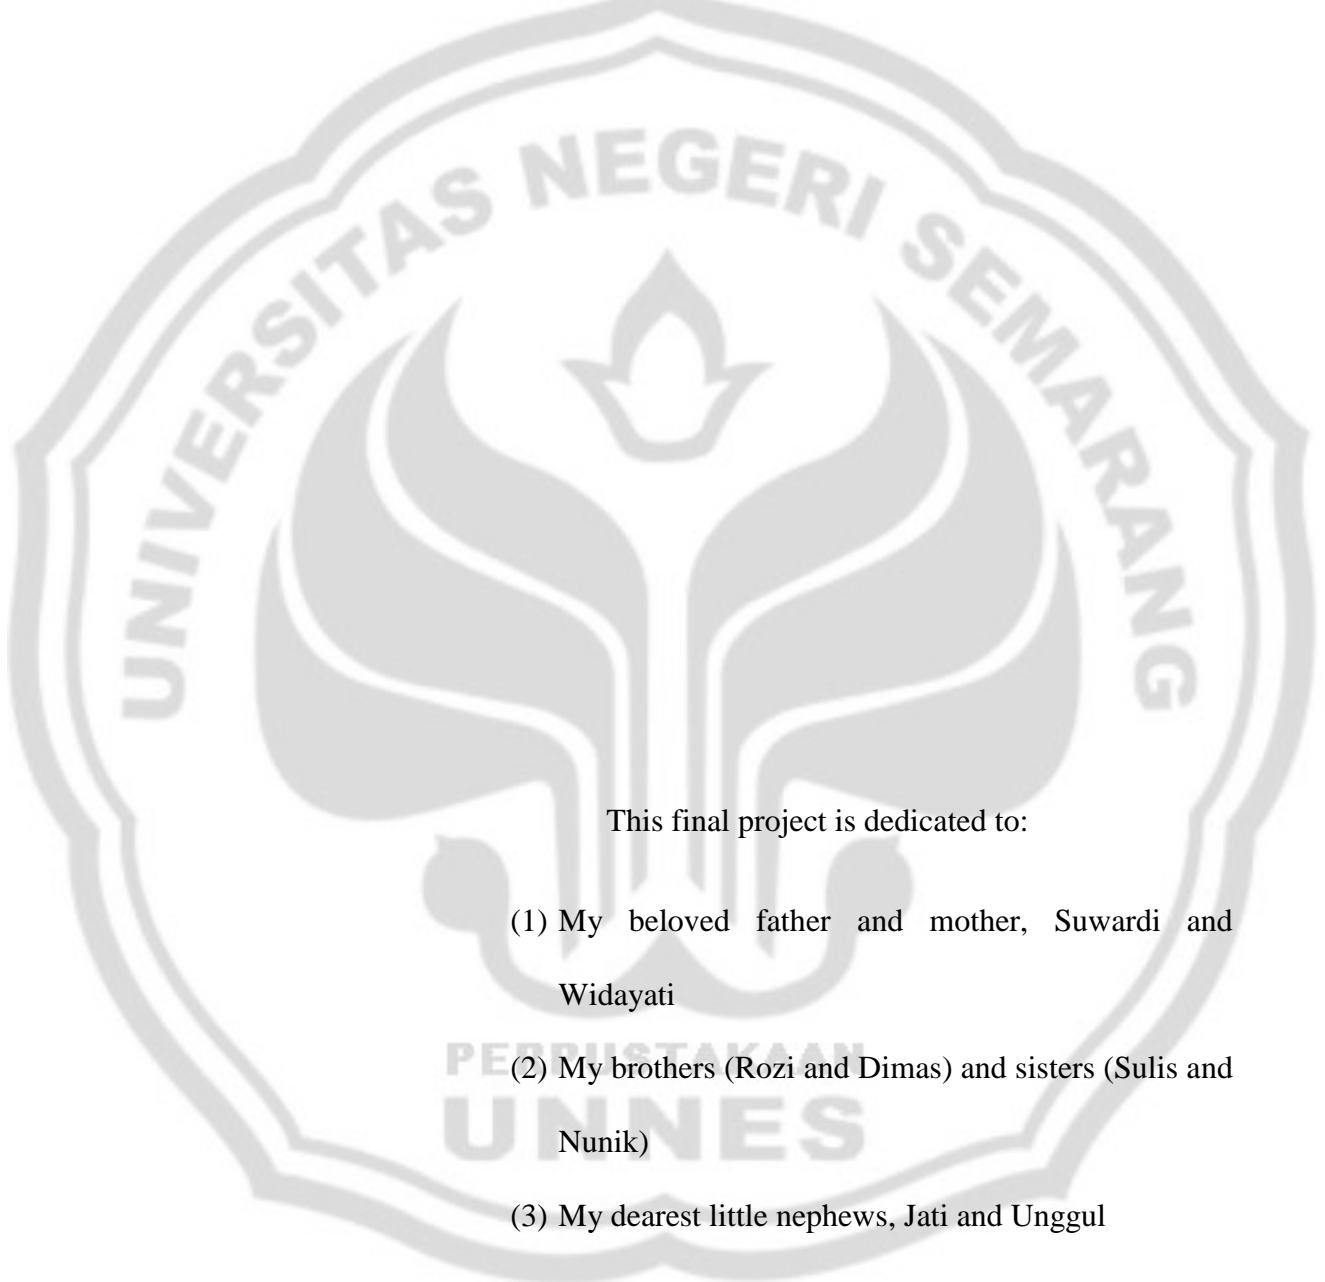 UNIVERSITAS NEGERI SEMARANG
This final project is dedicated to:
(1) My beloved father and mother, Suwardi and
Widayati
PERPUSTAKAAN
(2) My brothers (Rozi and Dimas) and sisters (Sulis and
UNNES
Nunik)
(3) My dearest little nephews, Jati and Unggul